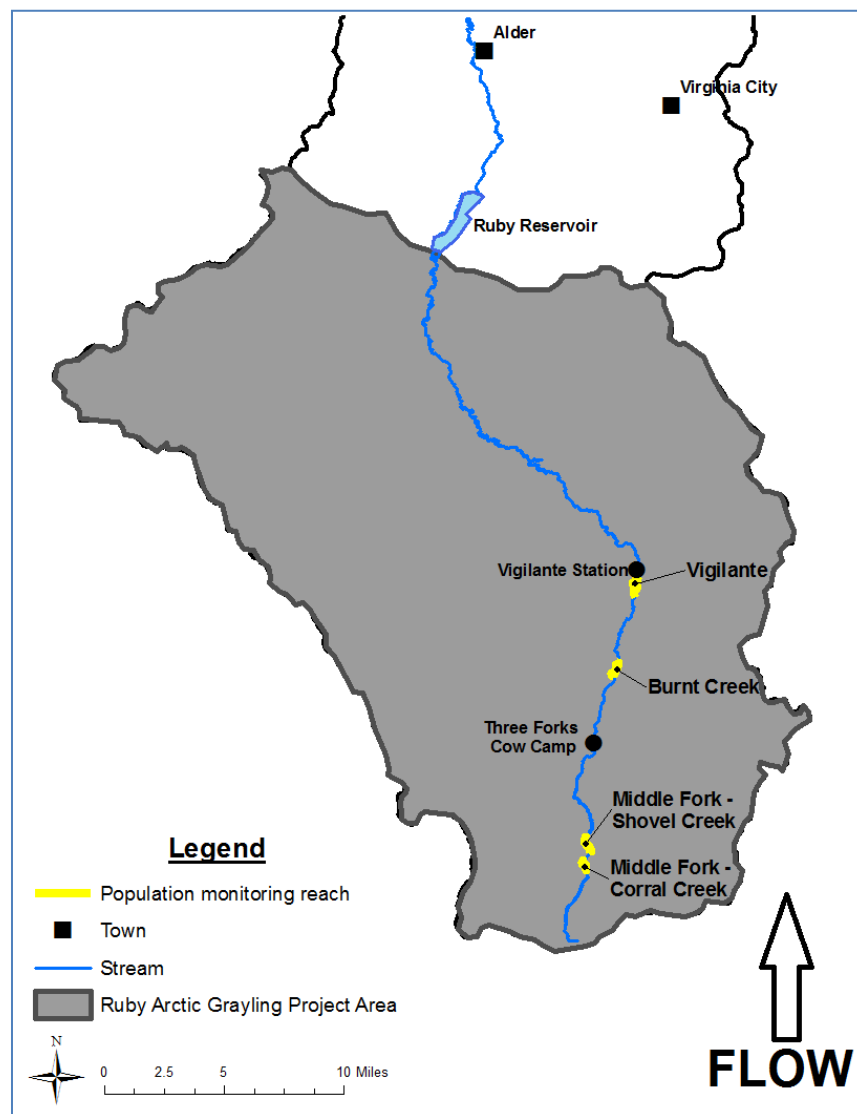 Alder
Virginia City
Ruby Reservoir
Vigilante Station
Vigilante
Burnt Creek
Three Forks
Cow Camp
Middle Fork -
Shovel Creek
Middle Fork -
Corral Creek
Legend
Population monitoring reach
Town
Stream
Ruby Arctic Grayling Project Area
N
0 2.5 5 10 Miles
FLOW